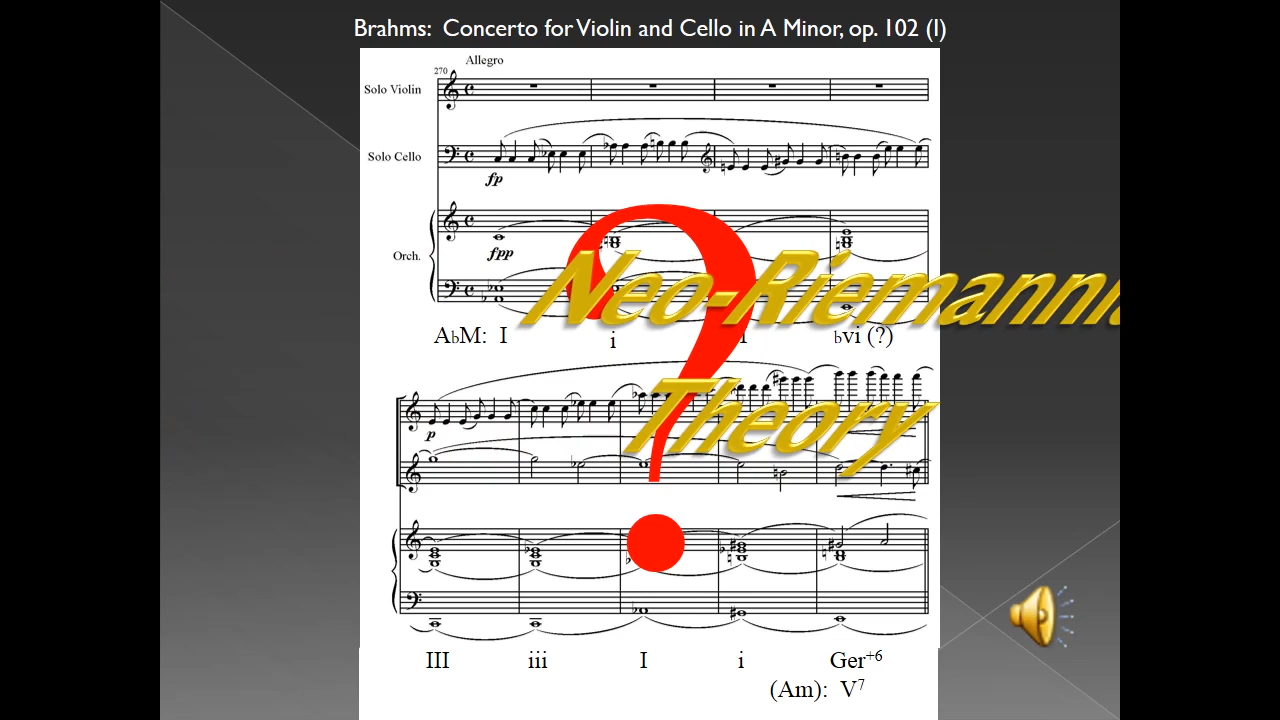 Brahms: Concerto for Violin and Cello in A Minor, op. 102 (I)
Allegro
270
Solo Violin
Solo Cello
fp
Orch.
fpp
Neo-Riemannia
AbM: I i I bvi (?)
Theory
p
III iii I i Ger+6
(Am): V7